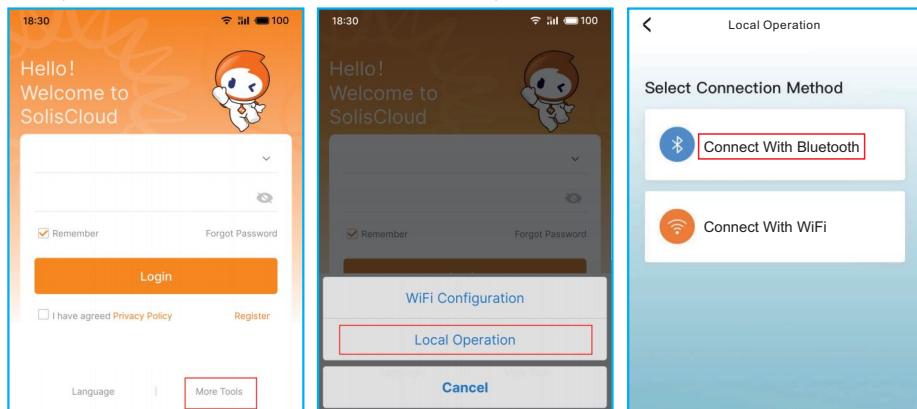 18:30
100
Hello!
Welcome to
SolisCloud
Remember
Forgot Password
Login
I have agreed Privacy Policy
Register
Language
More Tools
18:30
100
Hello!
Welcome to
SolisCloud
Remember
Forgot Password
WiFi Configuration
Local Operation
Cancel
Local Operation
Select Connection Method
Connect With Bluetooth
Connect With WiFi